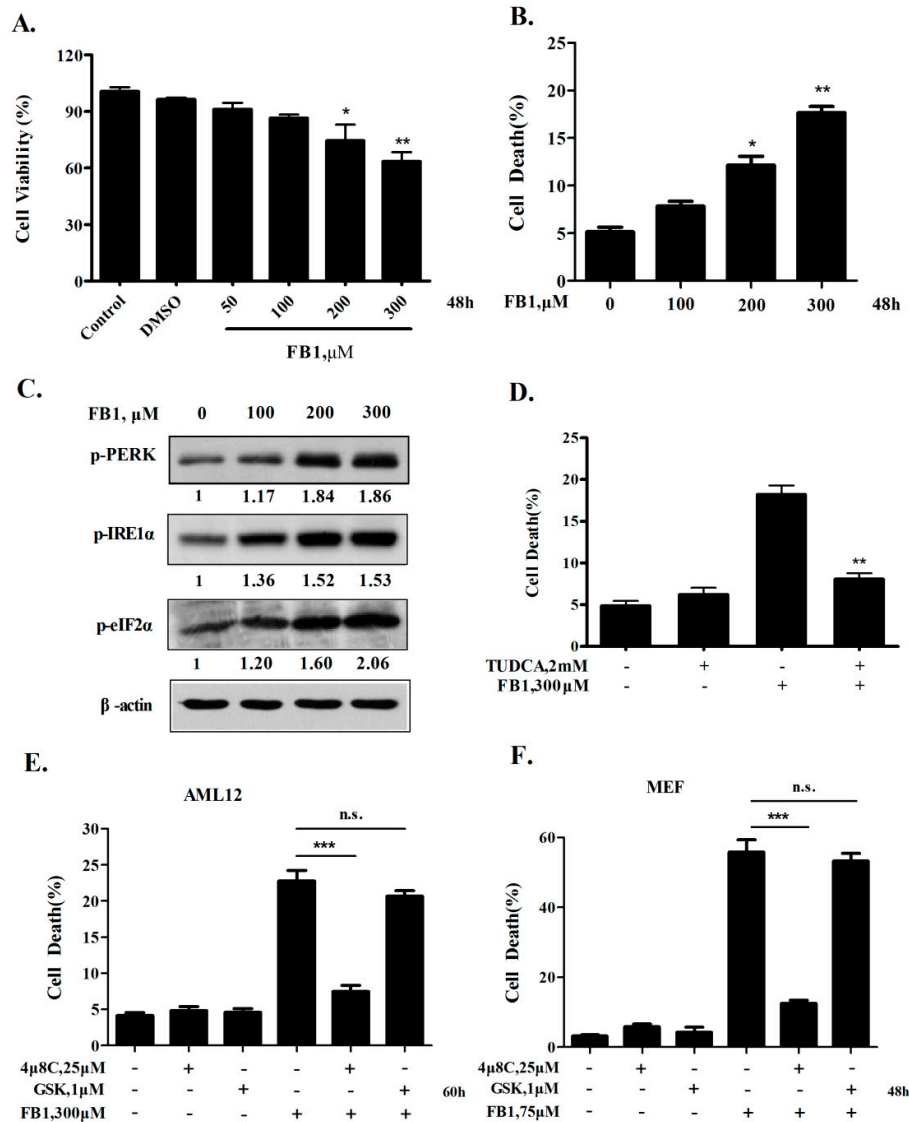 A.
120
90
60
30
0
Cell Viability (%)
*
**
Control
DMSO
50
100
200
300
48h
FB1,μM
B.
25
20
15
10
5
0
Cell Death(%)
*
**
FB1,μM 0 100 200 300 48h
C.
FB1, μM 0 100 200 300
p-PERK
1 1.17 1.84 1.86
p-IRE1α
1 1.36 1.52 1.53
p-eIF2α
1 1.20 1.60 2.06
β -actin
D.
25
20
15
10
5
0
Cell Death(%)
**
TUDCA,2mM - + - +
FB1,300μM - - + +
E.
AML12
30
25
20
15
10
5
0
Cell Death(%)
n.s.
***
4μ8C,25μM - + - - + -
GSK,1μM - - + - - + 60h
FB1,300μM - - - + + +
F.
MEF
60
40
20
0
Cell Death(%)
n.s.
***
4μ8C,25μM - + - - + -
GSK,1μM - - + - - + 48h
FB1,75μM - - - + + +